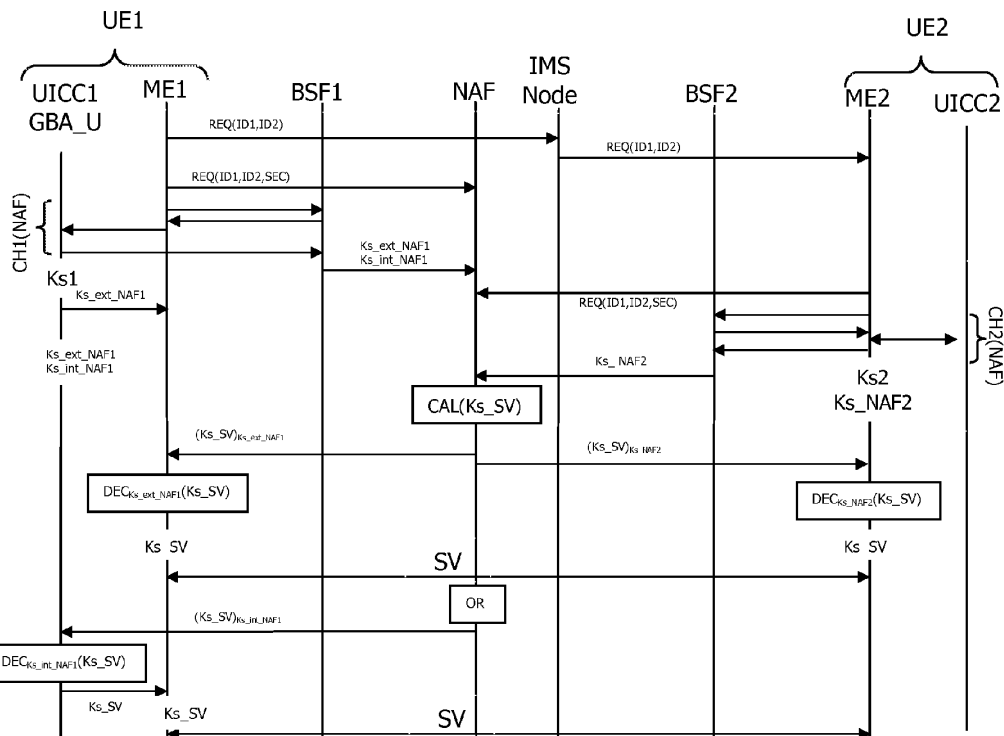 UE1
UE2
UICC1
GBA_U
ME1
BSF1
NAF
IMS
Node
BSF2
ME2
UICC2
REQ(ID1,ID2)
REQ(ID1,ID2)
REQ(ID1,ID2,SEC)
CH1(NAF)
Ks_ext_NAF1
Ks_int_NAF1
Ks1
Ks_ext_NAF1
REQ(ID1,ID2,SEC)
CH2(NAF)
Ks_ext_NAF1
Ks_int_NAF1
Ks_ NAF2
Ks2
Ks_NAF2
CAL(Ks_SV)
(Ks_SV)Ks_ext_NAF1
(Ks_SV)Ks_NAF2
DECKs_ext_NAF1(Ks_SV)
DECKs_NAF2(Ks_SV)
Ks_SV
Ks_SV
SV
OR
(Ks_SV)Ks_int_NAF1
DECKs_int_NAF1(Ks_SV)
Ks_SV
Ks_SV
SV